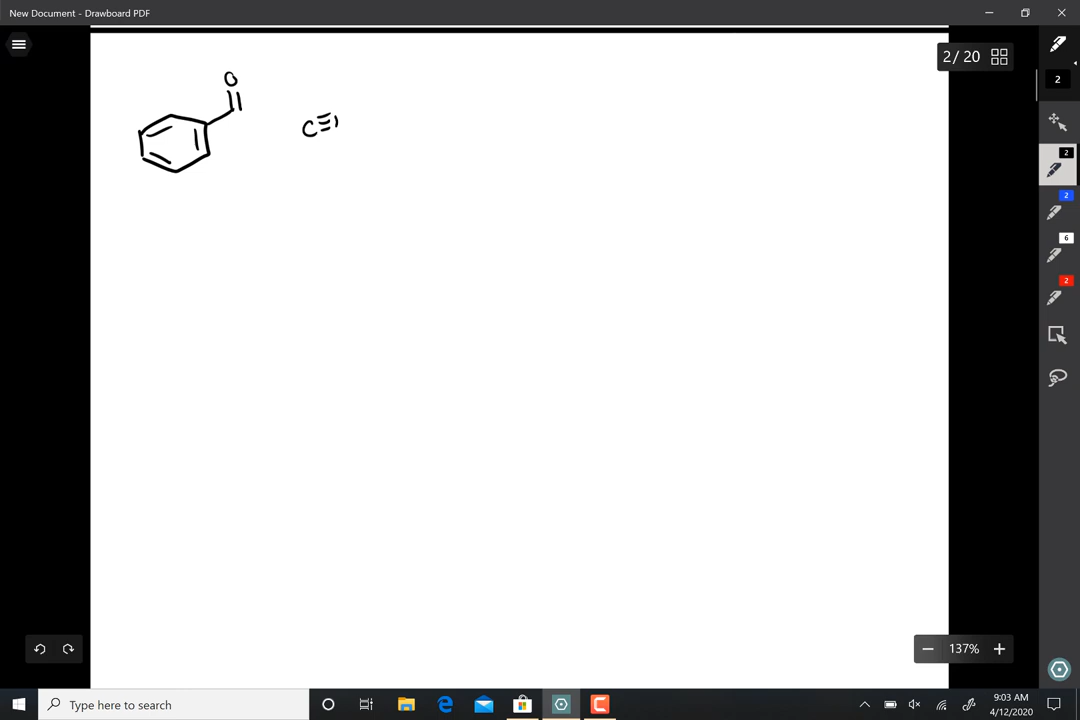 New Document - Drawboard PDF
2/ 20
2
O
C≡
2
2
6
2
137%
Type here to search
9:03 AM
4/12/2020